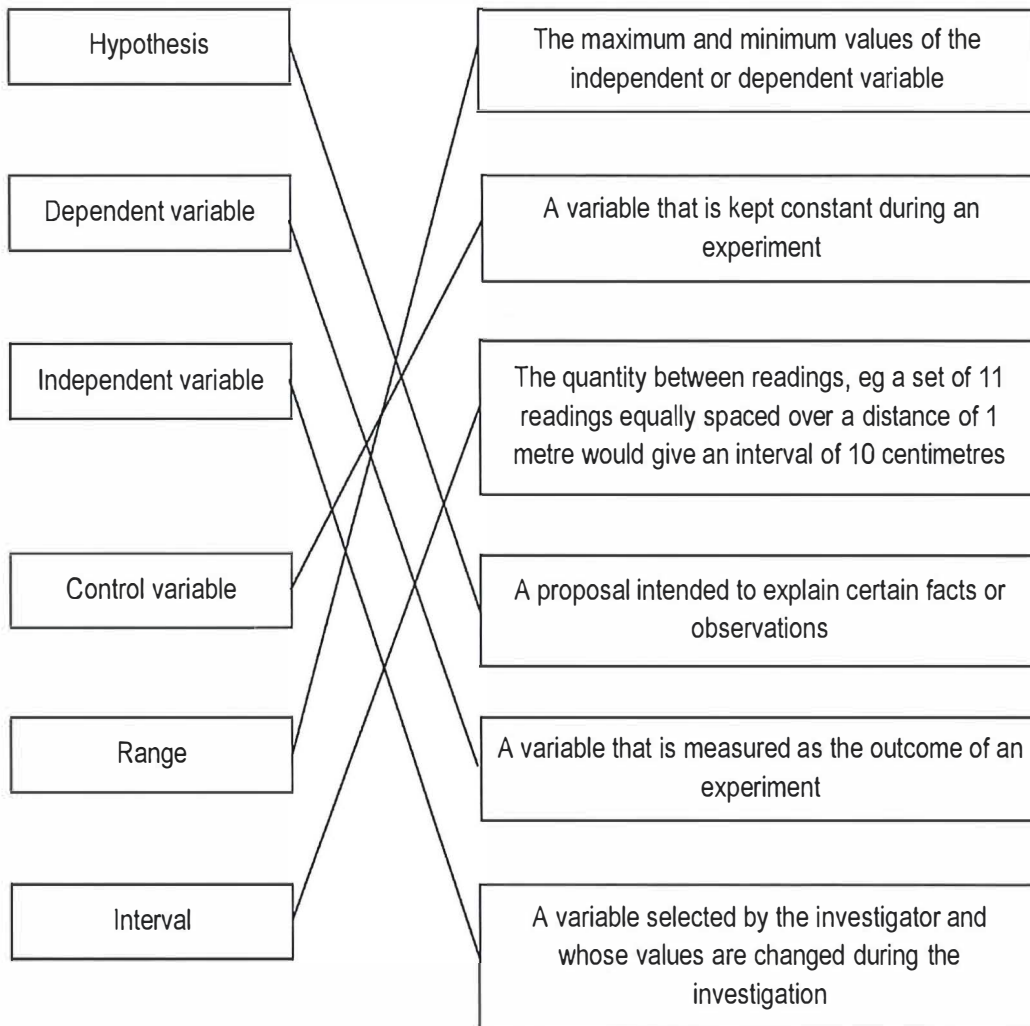 Hypothesis
The maximum and minimum values of the
independent or dependent variable
Dependent variable
A variable that is kept constant during an
experiment
Independent variable
The quantity between readings, eg a set of 11
readings equally spaced over a distance of 1
metre would give an interval of 10 centimetres
Control variable
A proposal intended to explain certain facts or
observations
Range
A variable that is measured as the outcome of an
experiment
Interval
A variable selected by the investigator and
whose values are changed during the
investigation